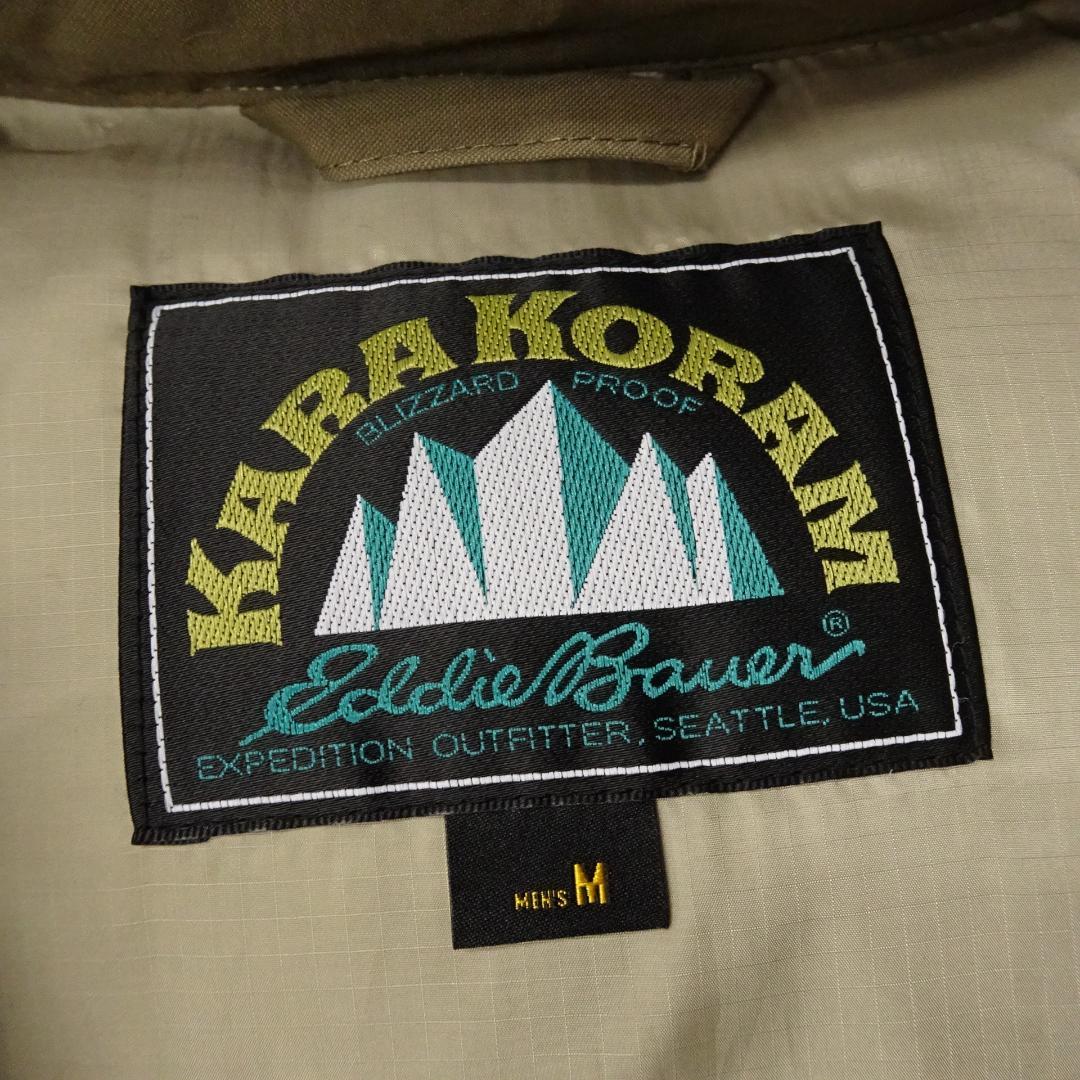 KARAKORAM
BLIZZARD PROOF
Eddie Bauer®
EXPEDITION OUTFITTER, SEATTLE, USA
MEN'S M